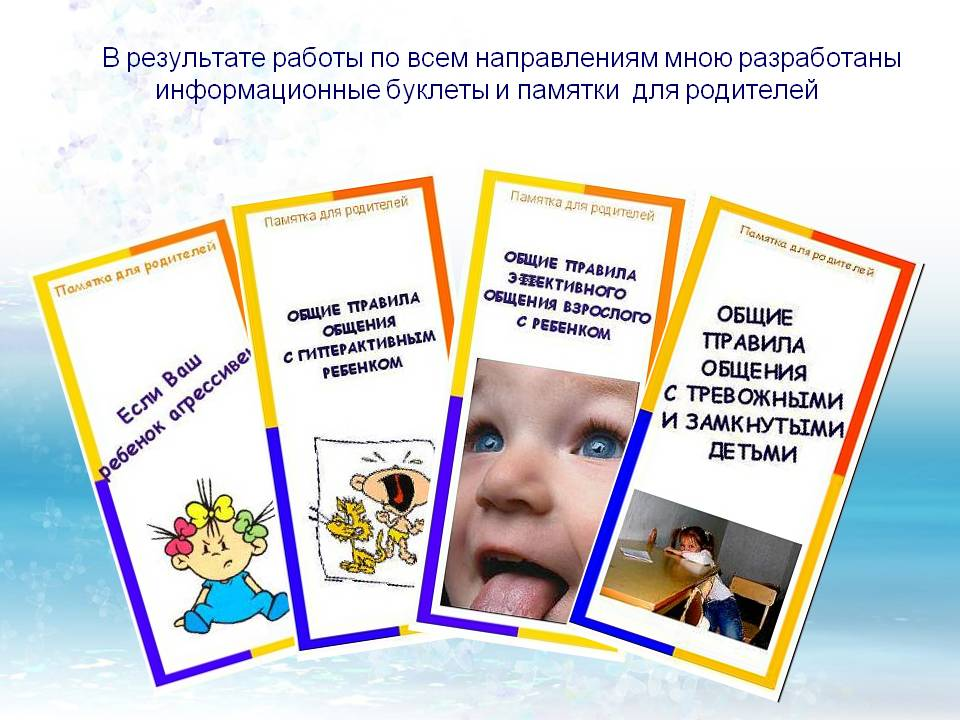 В результате работы по всем направлениям мною разработаны
информационные буклеты и памятки для родителей
Памятка для родителей
Если Ваш
ребенок агрессивен
Памятка для родителей
ОБЩИЕ ПРАВИЛА
ОБЩЕНИЯ
С ГИПЕРАКТИВНЫМ
РЕБЕНКОМ
Памятка для родителей
ОБЩИЕ ПРАВИЛА
ЭФФЕКТИВНОГО
ОБЩЕНИЯ ВЗРОСЛОГО
С РЕБЕНКОМ
Памятка для родителей
ОБЩИЕ
ПРАВИЛА
ОБЩЕНИЯ
С ТРЕВОЖНЫМИ
И ЗАМКНУТЫМИ
ДЕТЬМИ